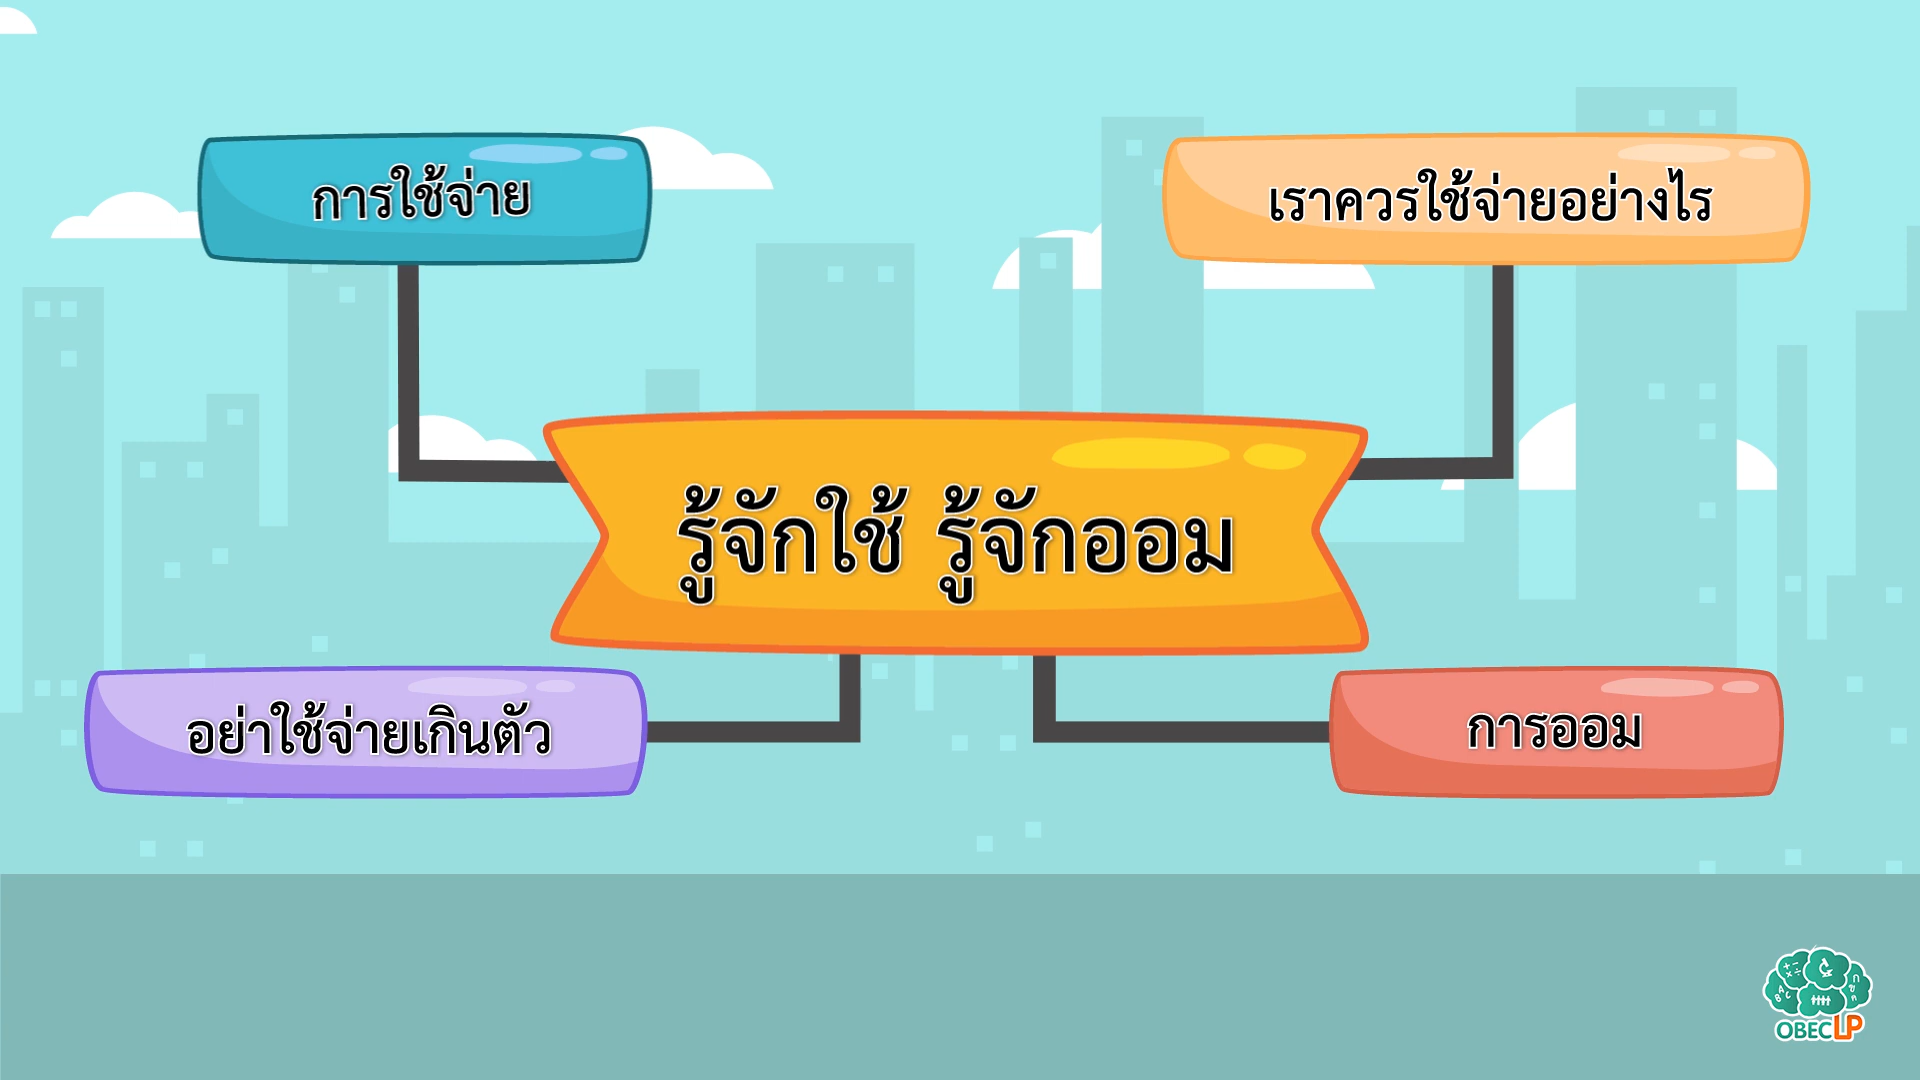 การใช้จ่าย
เราควรใช้จ่ายอย่างไร
รู้จักใช้ รู้จักออม
อย่าใช้จ่ายเกินตัว
การออม
OBECLP